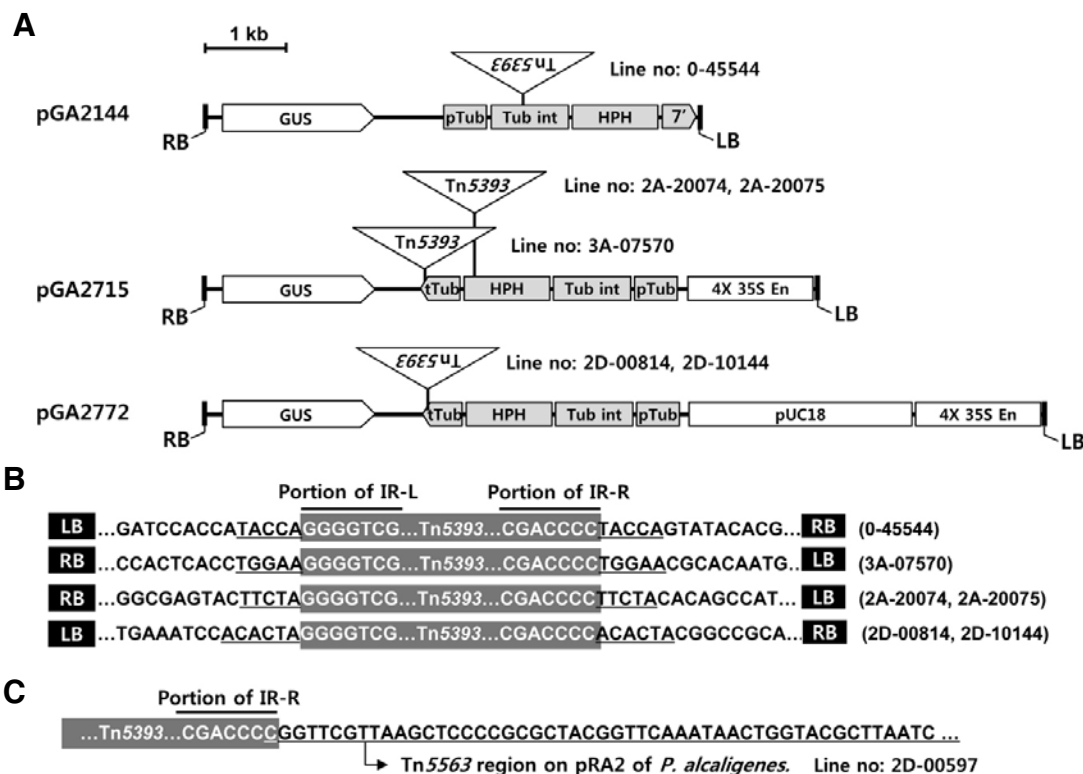 A
1 kb
Tn5393
Line no: 0-45544
pGA2144
GUS
pTub
Tub int
HPH
7'
RB
LB
Tn5393
Line no: 2A-20074, 2A-20075
Tn5393
Line no: 3A-07570
pGA2715
GUS
tTub
HPH
Tub int
pTub
4X 35S En
RB
LB
Tn5393
Line no: 2D-00814, 2D-10144
pGA2772
GUS
tTub
HPH
Tub int
pTub
pUC18
4X 35S En
RB
LB
B
Portion of IR-L
Portion of IR-R
LB ...GATCCACCATACCAGGGGTCG...Tn5393...CGACCCCTACCAGTATACACG... RB (0-45544)
RB ...CCACTCACCTGGAAGGGGTCG...Tn5393...CGACCCCTGGAACGCACAATG... LB (3A-07570)
RB ...GGCGAGTACTTCTAGGGGTCG...Tn5393...CGACCCCTTCTACACAGCCAT... LB (2A-20074, 2A-20075)
LB ...TGAAATCCACACTAGGGGTCG...Tn5393...CGACCCCACACTACGGCCGCA... RB (2D-00814, 2D-10144)
C
Portion of IR-R
...Tn5393...CGACCCCGGTTCGTTAAGCTCCCCGCGCTACGGTTCAAATAACTGGTACGCTTAATC ...
Tn5563 region on pRA2 of P. alcaligenes. Line no: 2D-00597